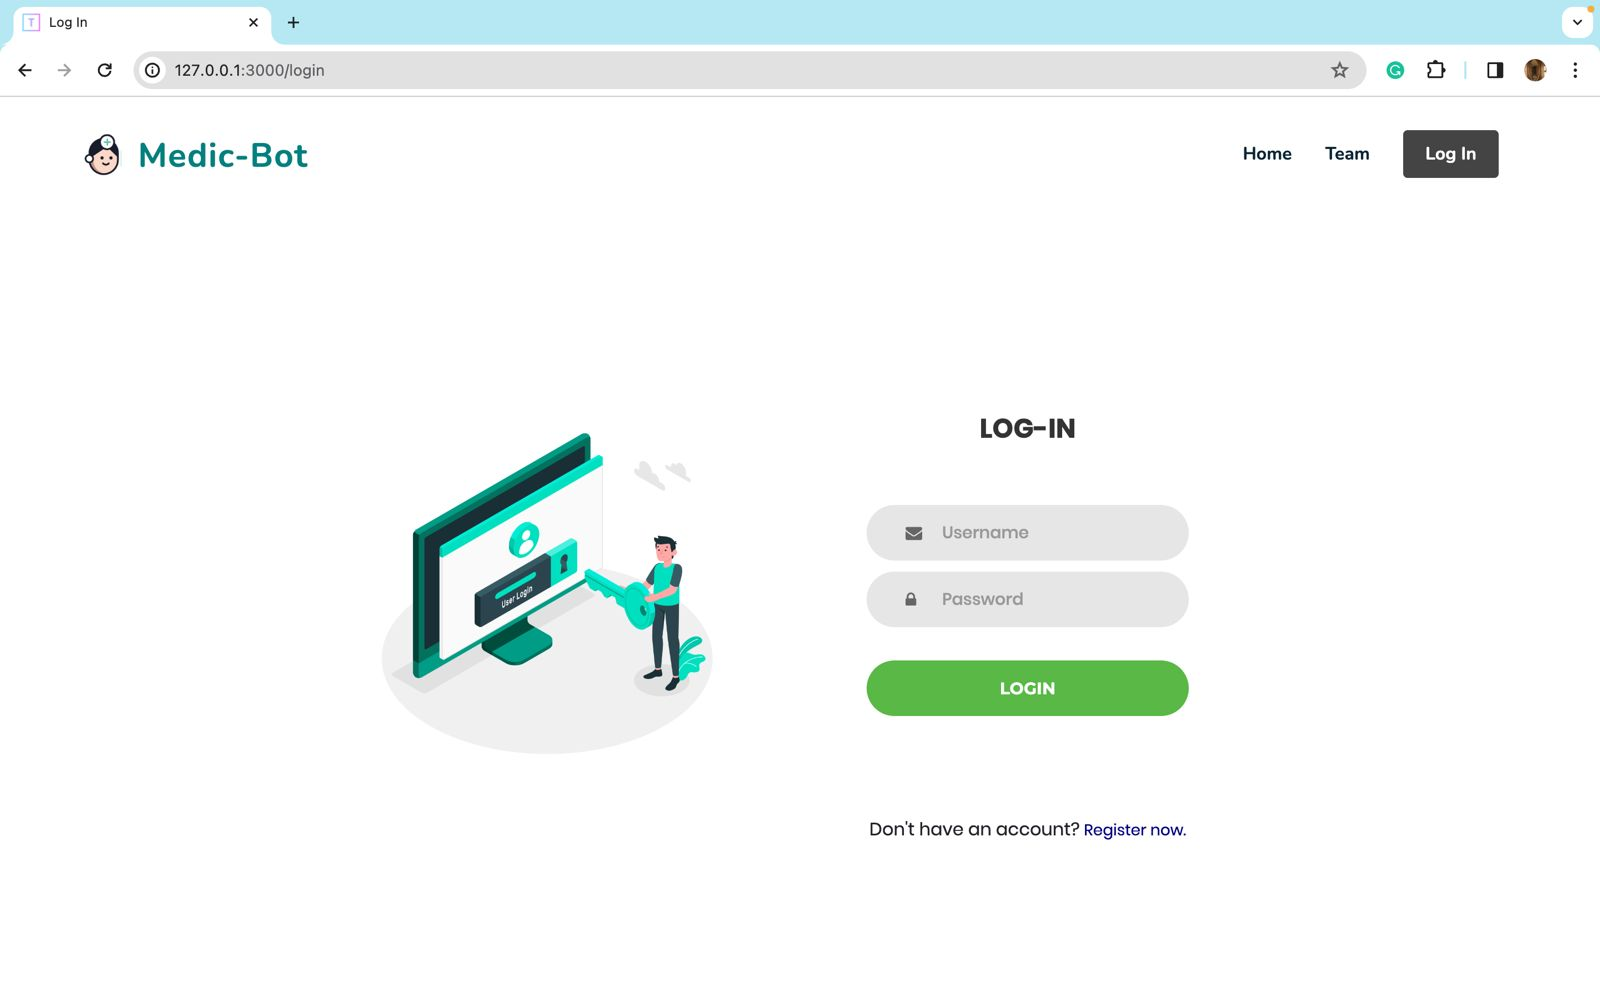 T Log In
127.0.0.1:3000/login
Medic-Bot
Home Team Log In
LOG-IN
User Login
Username
Password
LOGIN
Don't have an account? Register now.